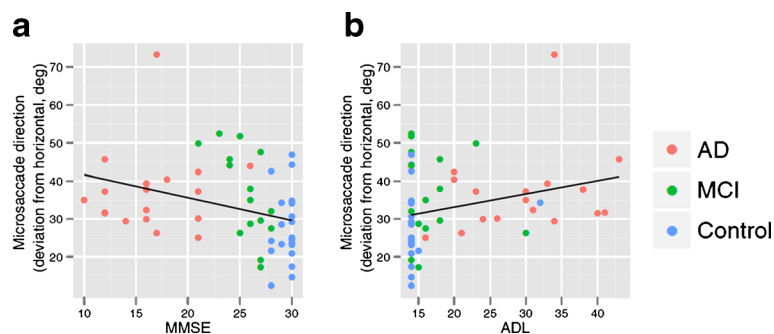 a
Microsaccade direction
(deviation from horizontal, deg)
70
60
50
40
30
20
10
15
20
25
30
MMSE
b
Microsaccade direction
(deviation from horizontal, deg)
70
60
50
40
30
20
15
20
25
30
35
40
ADL
AD
MCI
Control